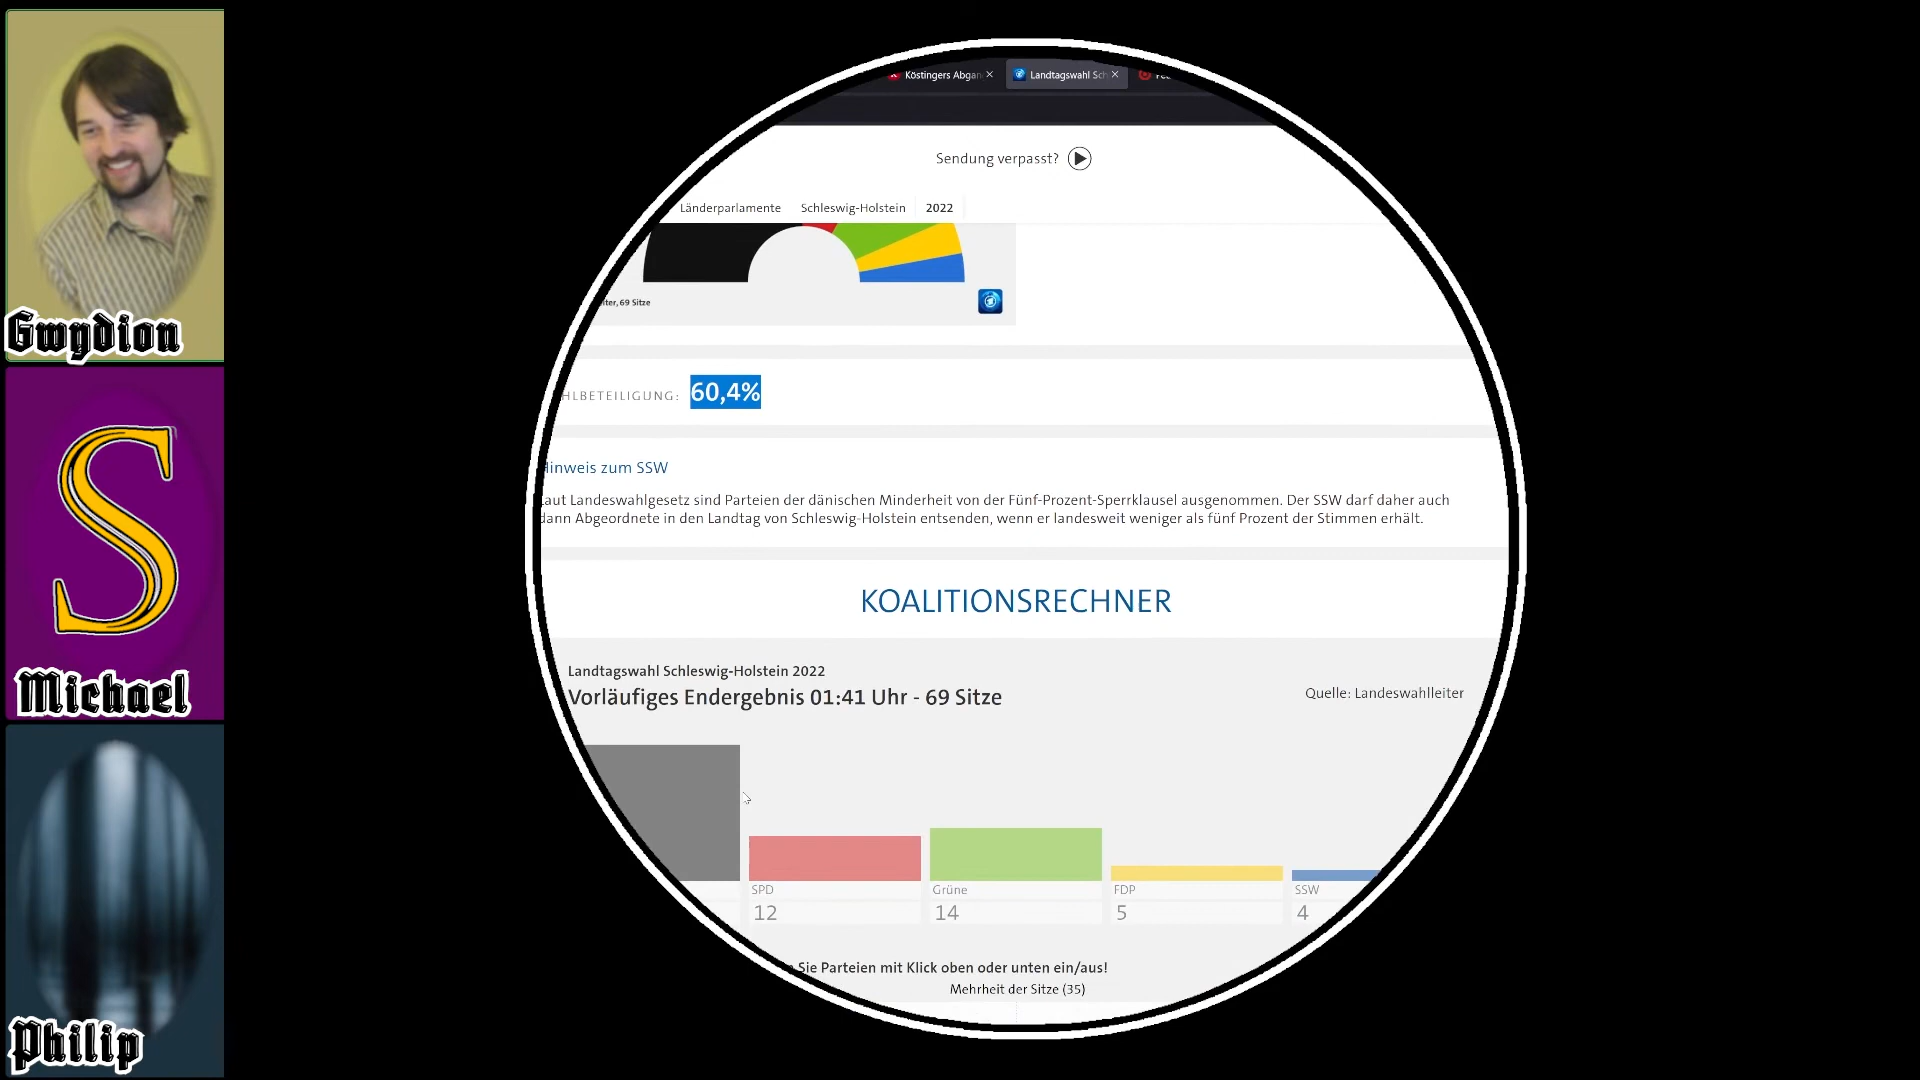 Gwydion
S
Michael
Philip
Köstingers Abgan
Landtagswahl Sch
Sendung verpasst?
Länderparlamente Schleswig-Holstein 2022
69 Sitze
HLBETEILIGUNG: 60,4%
Hinweis zum SSW
Laut Landeswahlgesetz sind Parteien der dänischen Minderheit von der Fünf-Prozent-Sperrklausel ausgenommen. Der SSW darf daher auch
dann Abgeordnete in den Landtag von Schleswig-Holstein entsenden, wenn er landesweit weniger als fünf Prozent der Stimmen erhält.
KOALITIONSRECHNER
Landtagswahl Schleswig-Holstein 2022
Vorläufiges Endergebnis 01:41 Uhr - 69 Sitze
Quelle: Landeswahlleiter
SPD
12
Grüne
14
FDP
5
SSW
4
Sie Parteien mit Klick oben oder unten ein/aus!
Mehrheit der Sitze (35)